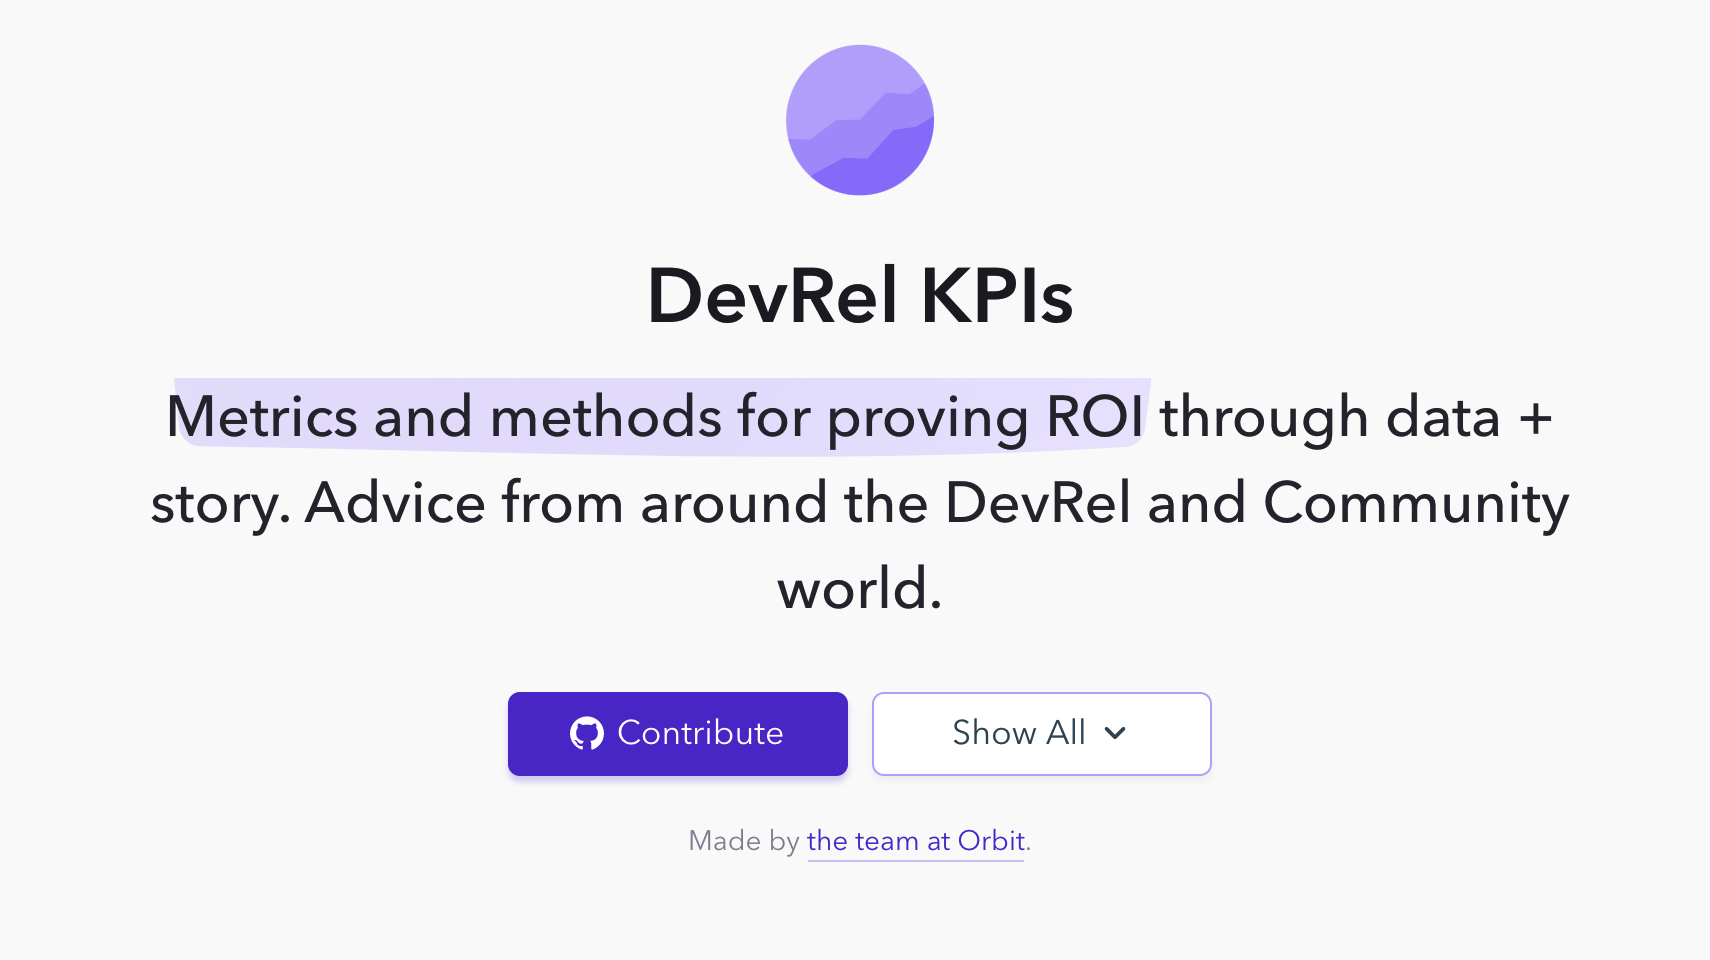 DevRel KPIs
Metrics and methods for proving ROI through data +
story. Advice from around the DevRel and Community
world.
Contribute
Show All
Made by the team at Orbit.